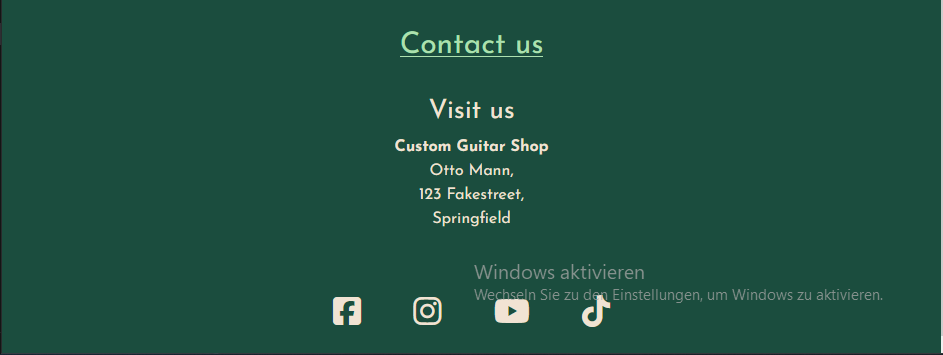 Contact us
Visit us
Custom Guitar Shop
Otto Mann,
123 Fakestreet,
Springfield
Windows aktivieren
Wechseln Sie zu den Einstellungen, um Windows zu aktivieren.